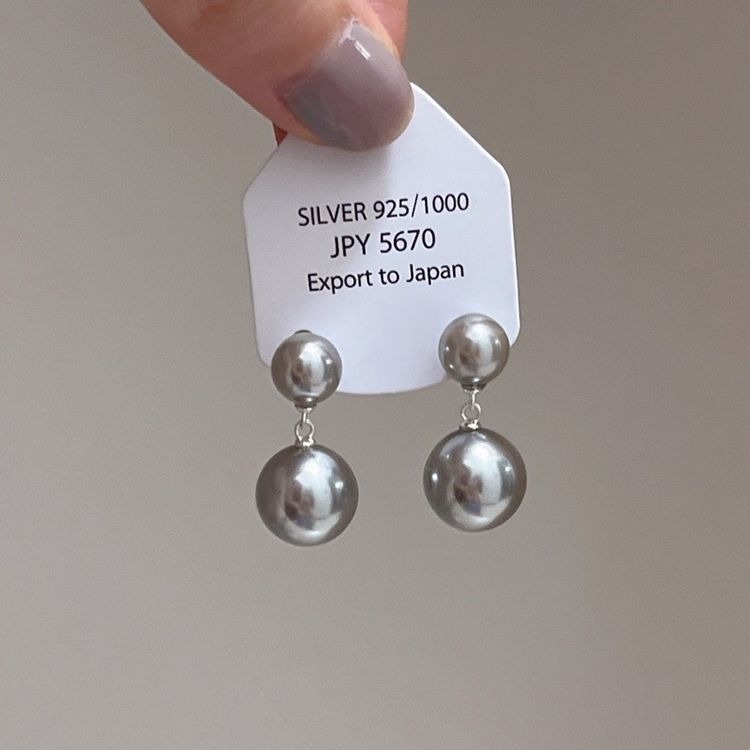 SILVER 925/1000
JPY 5670
Export to Japan